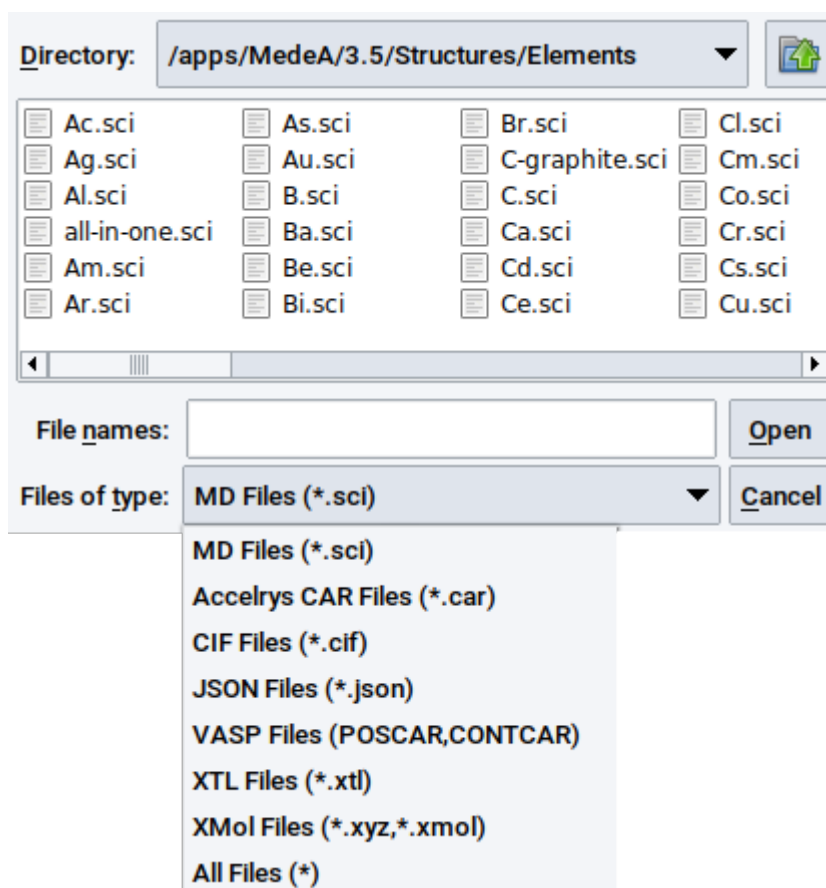 Directory: /apps/MedeA/3.5/Structures/Elements
Ac.sci As.sci Br.sci Cl.sci
Ag.sci Au.sci C-graphite.sci Cm.sci
Al.sci B.sci C.sci Co.sci
all-in-one.sci Ba.sci Ca.sci Cr.sci
Am.sci Be.sci Cd.sci Cs.sci
Ar.sci Bi.sci Ce.sci Cu.sci
File names: Open
Files of type: MD Files (*.sci) Cancel
MD Files (*.sci)
Accelrys CAR Files (*.car)
CIF Files (*.cif)
JSON Files (*.json)
VASP Files (POSCAR,CONTCAR)
XTL Files (*.xtl)
XMol Files (*.xyz,*.xmol)
All Files (*)